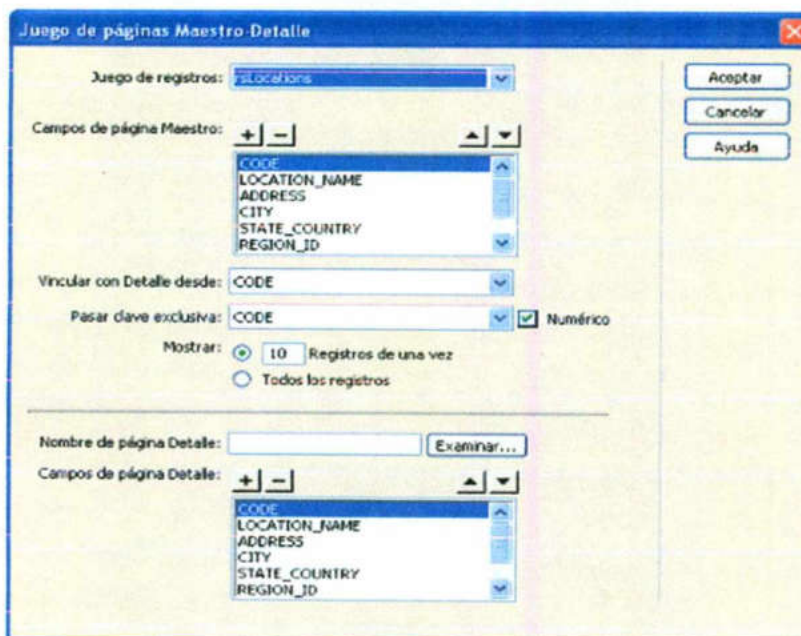 Juego de páginas Maestro-Detalle
Juego de registros: rsLocations
Aceptar
Cancelar
Ayuda
Campos de página Maestro: + −
CODE
LOCATION_NAME
ADDRESS
CITY
STATE_COUNTRY
REGION_ID
Vincular con Detalle desde: CODE
Pasar clave exclusiva: CODE Numérico
Mostrar: 10 Registros de una vez
Todos los registros
Nombre de página Detalle: Examinar...
Campos de página Detalle: + −
CODE
LOCATION_NAME
ADDRESS
CITY
STATE_COUNTRY
REGION_ID